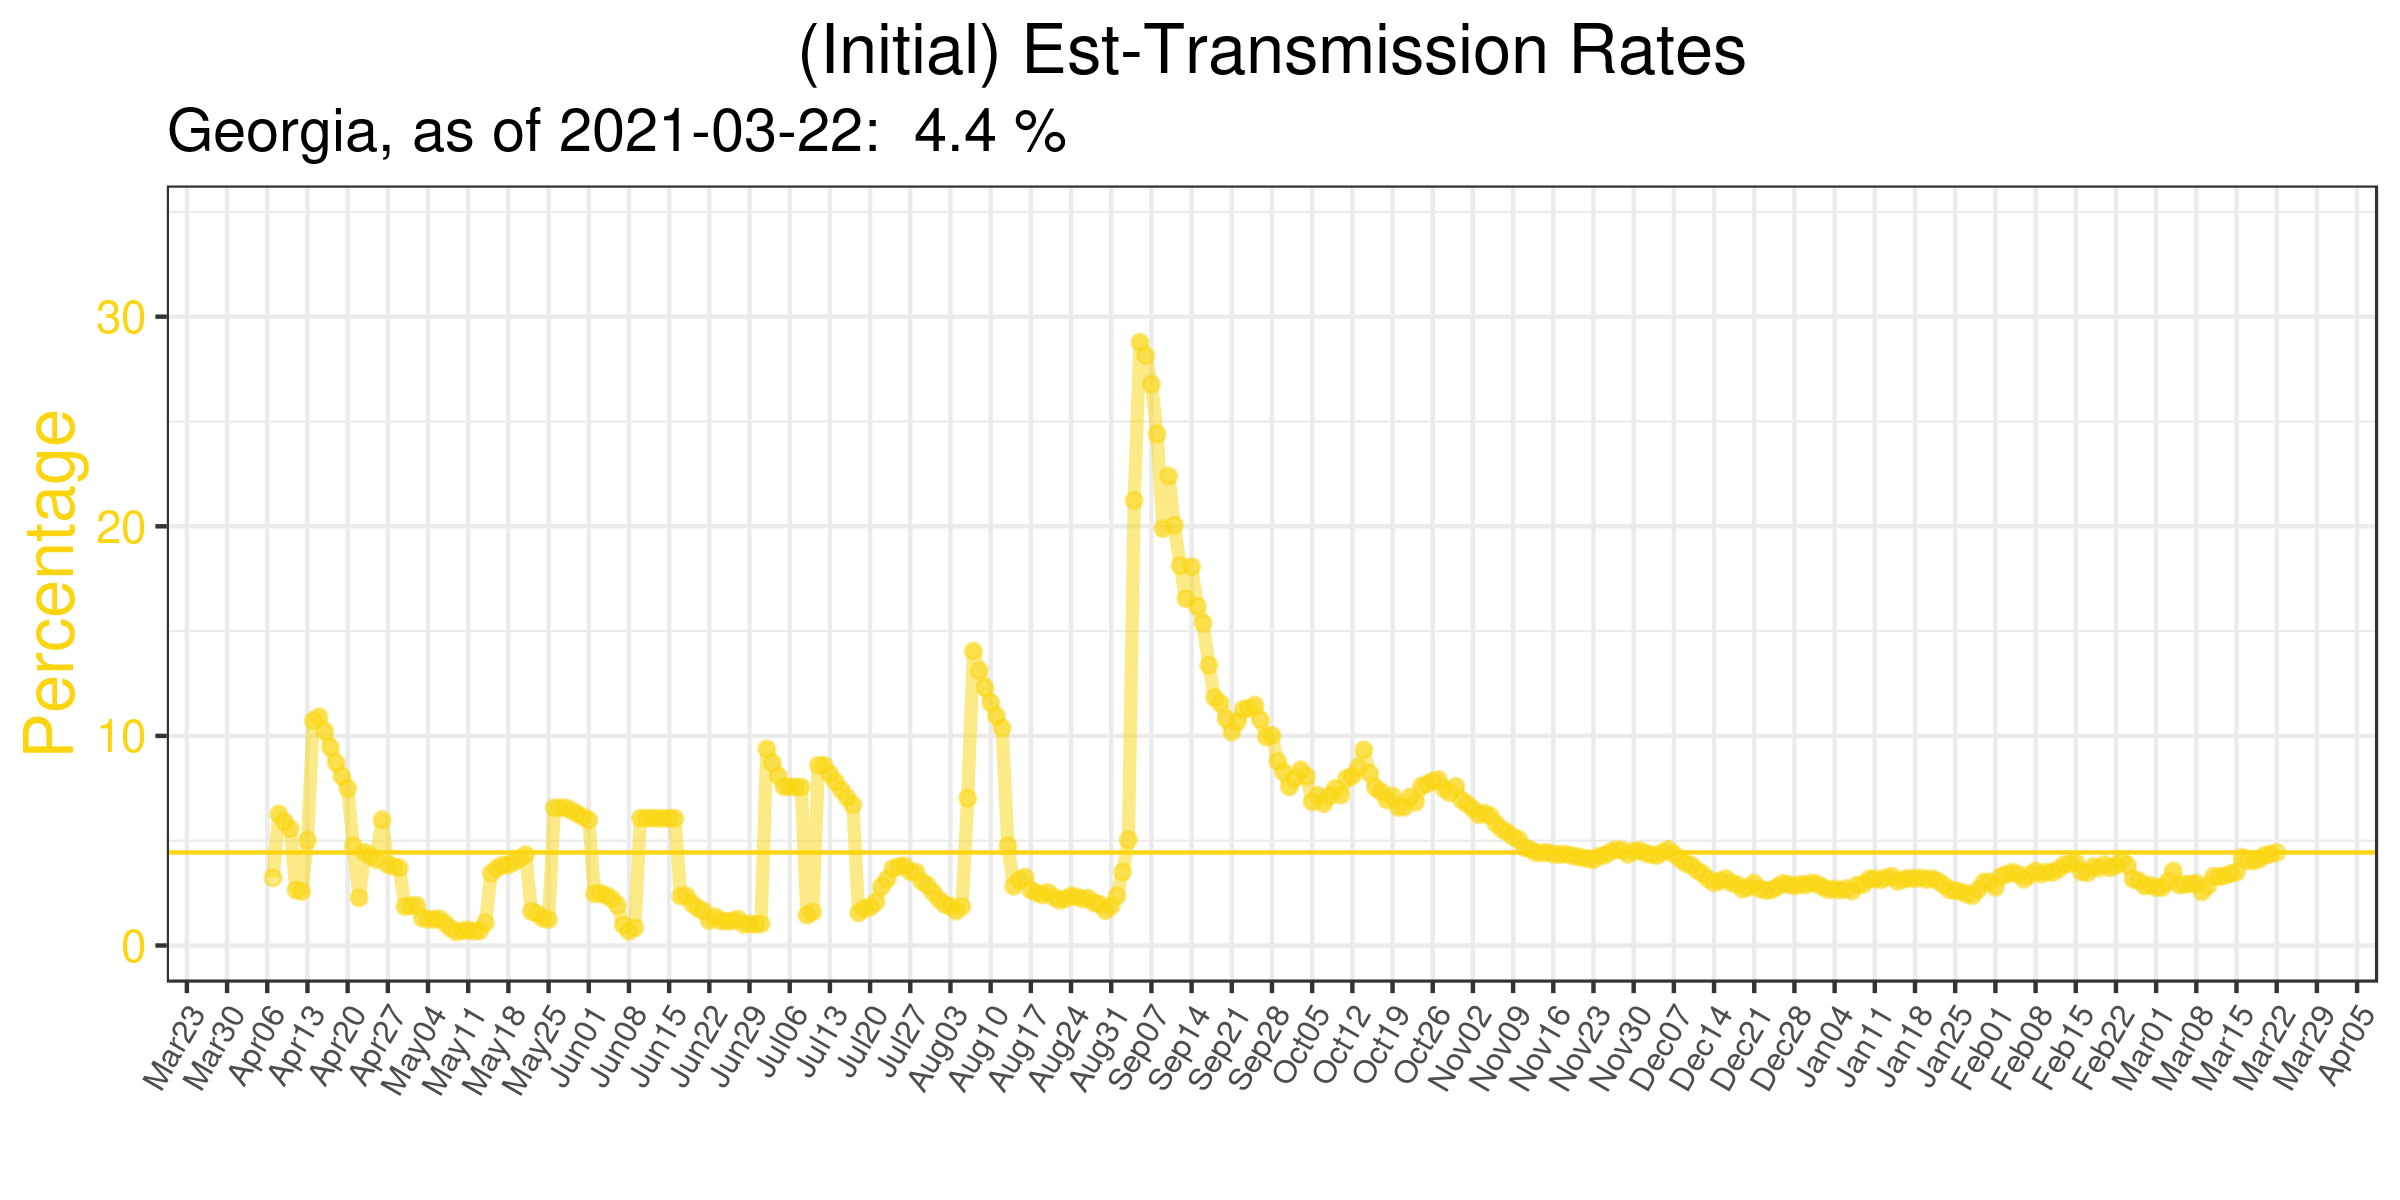 (Initial) Est-Transmission Rates
Georgia, as of 2021-03-22:  4.4 %
Percentage
30
20
10
0
Mar23
Mar30
Apr06
Apr13
Apr20
Apr27
May04
May11
May18
May25
Jun01
Jun08
Jun15
Jun22
Jun29
Jul06
Jul13
Jul20
Jul27
Aug03
Aug10
Aug17
Aug24
Aug31
Sep07
Sep14
Sep21
Sep28
Oct05
Oct12
Oct19
Oct26
Nov02
Nov09
Nov16
Nov23
Nov30
Dec07
Dec14
Dec21
Dec28
Jan04
Jan11
Jan18
Jan25
Feb01
Feb08
Feb15
Feb22
Mar01
Mar08
Mar15
Mar22
Mar29
Apr05